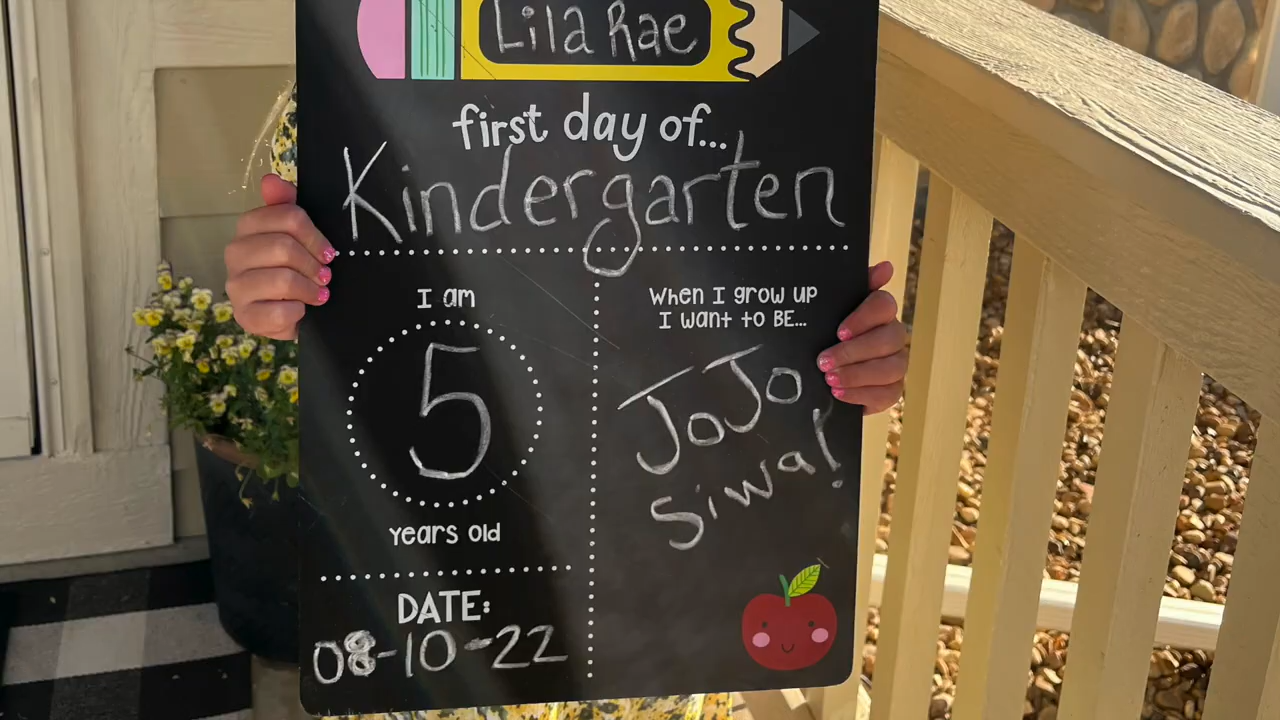 Lila Rae
first day of...
Kindergarten
I am
5
years old
When I grow up
I want to BE...
JoJo
Siwa!
DATE:
08-10-22